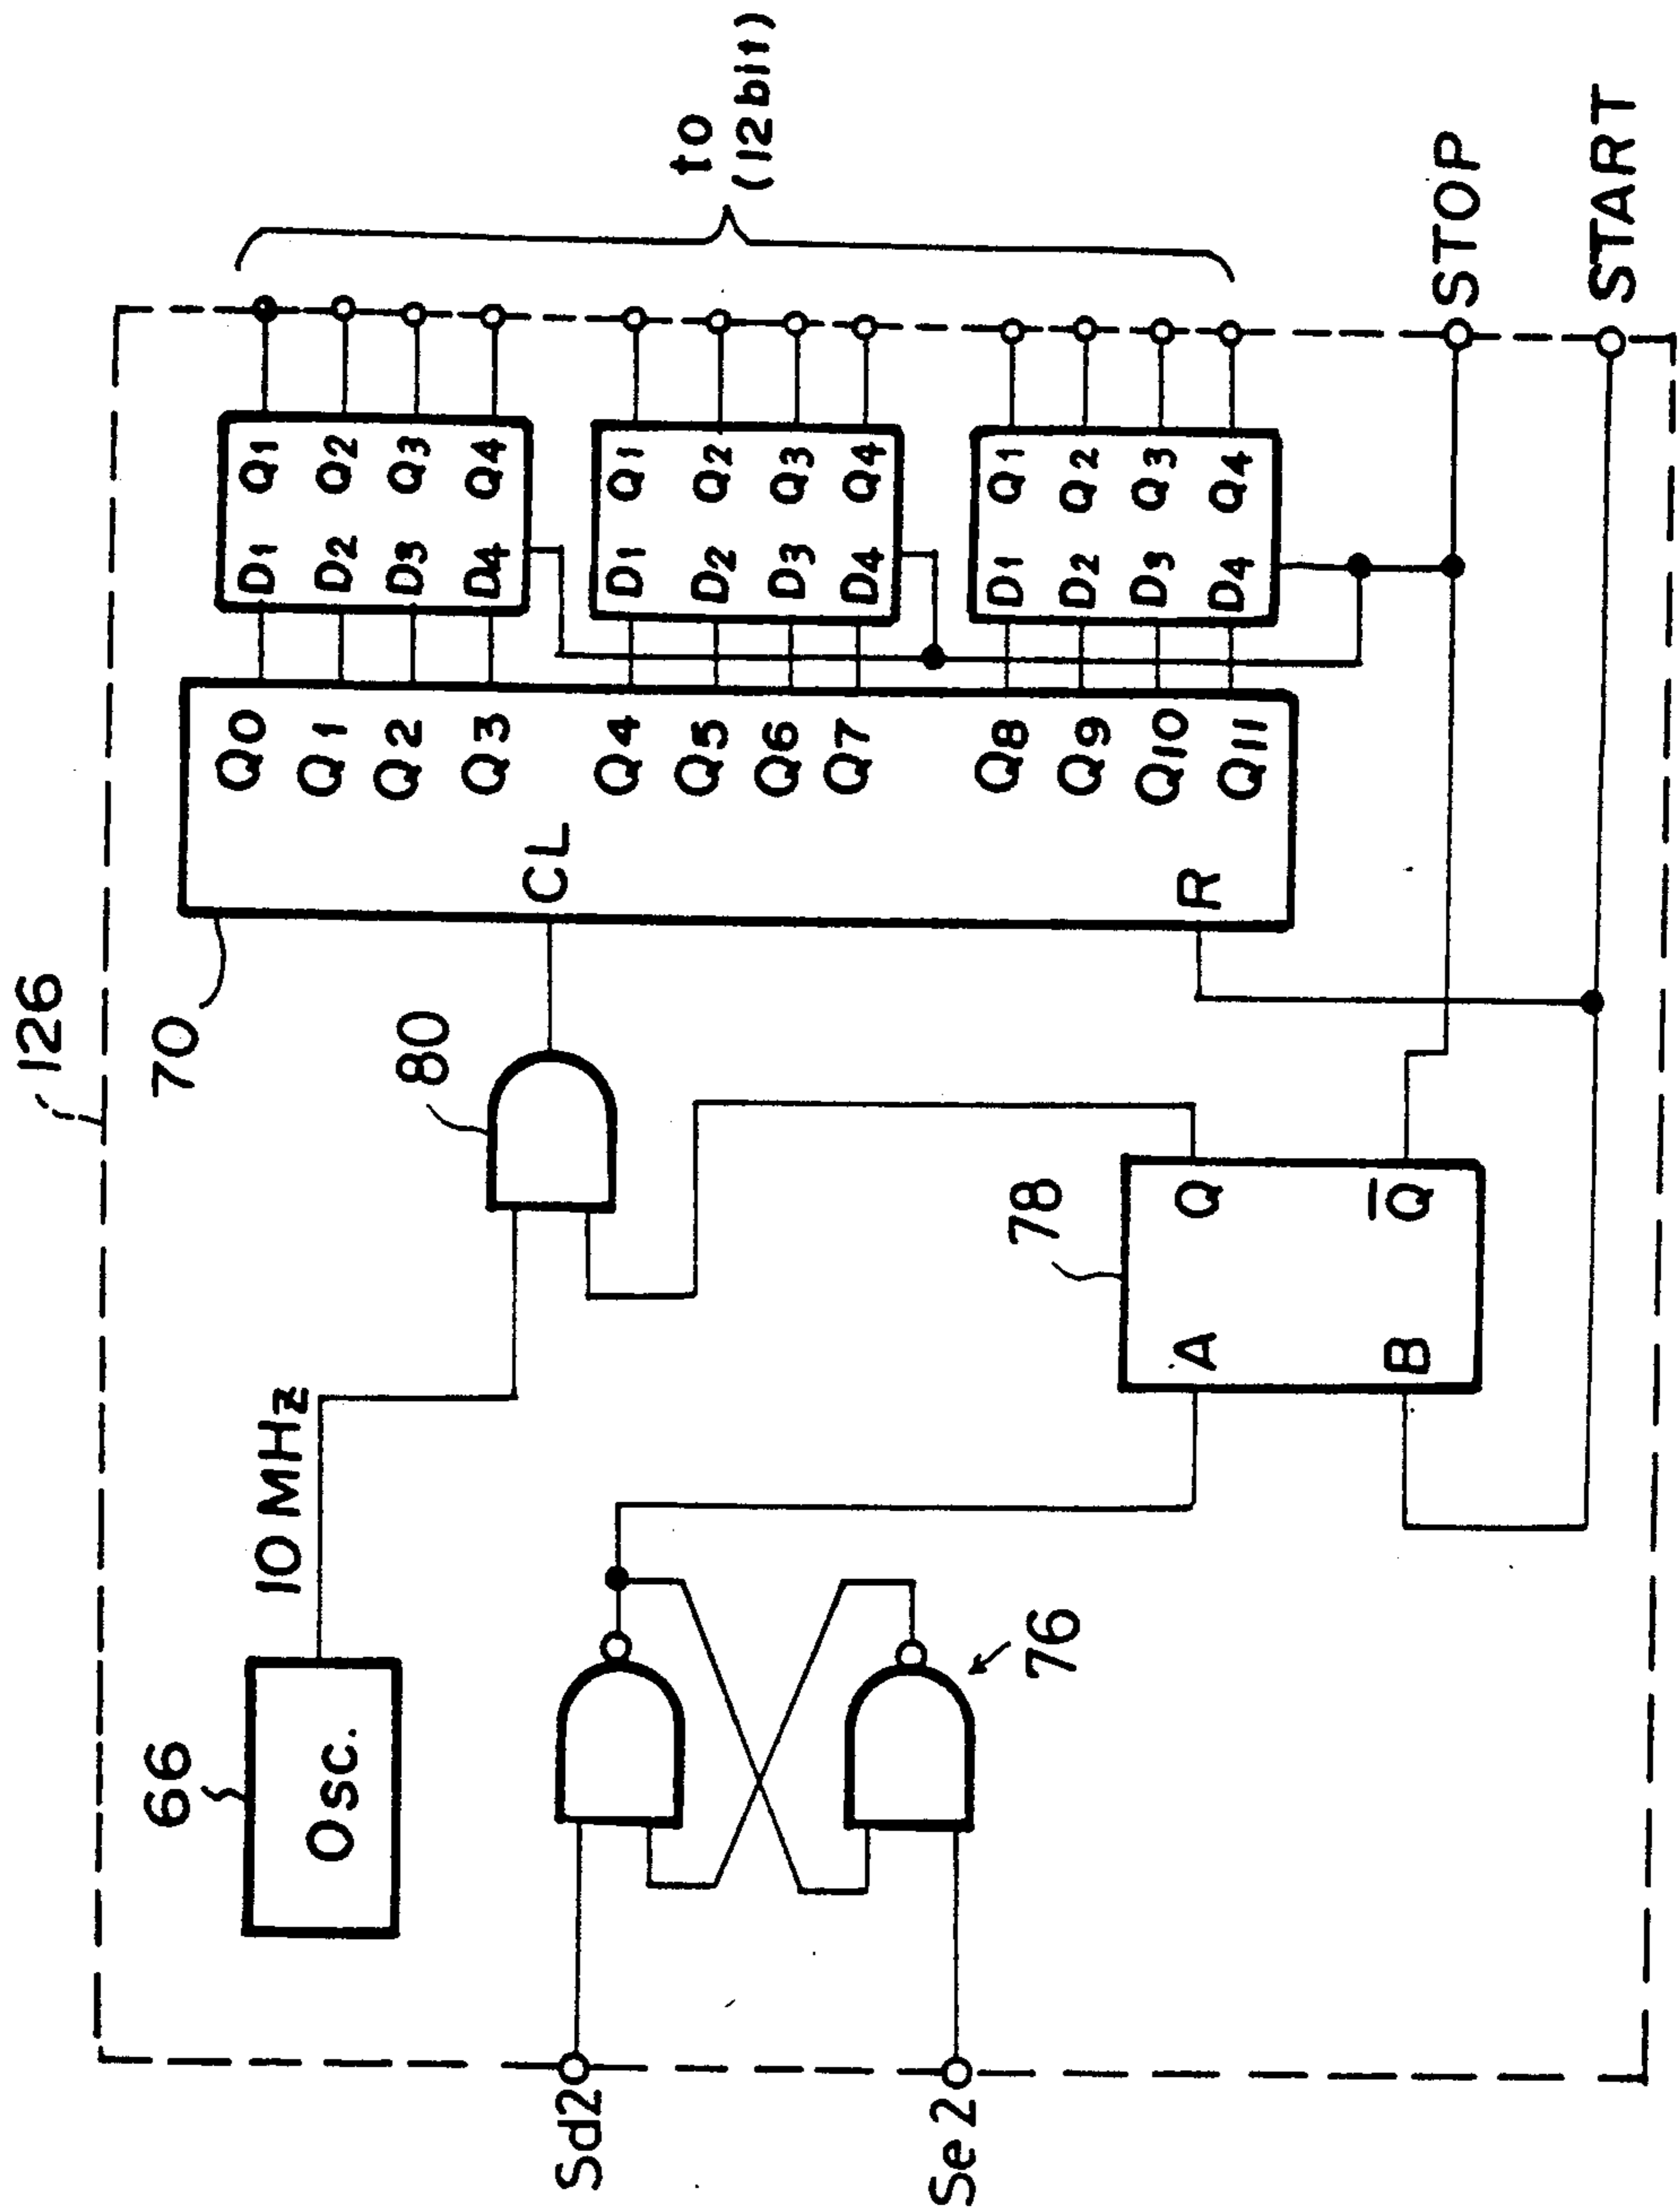 126
66
Osc.
10 MHz
80
70
CL
R
Q0
Q1
Q2
Q3
Q4
Q5
Q6
Q7
Q8
Q9
Q10
Q11
D1 Q1
D2 Q2
D3 Q3
D4 Q4
D1 Q1
D2 Q2
D3 Q3
D4 Q4
D1 Q1
D2 Q2
D3 Q3
D4 Q4
to
(12bit)
Sd2
Se2
76
78
A Q
B Q̅
STOP
START